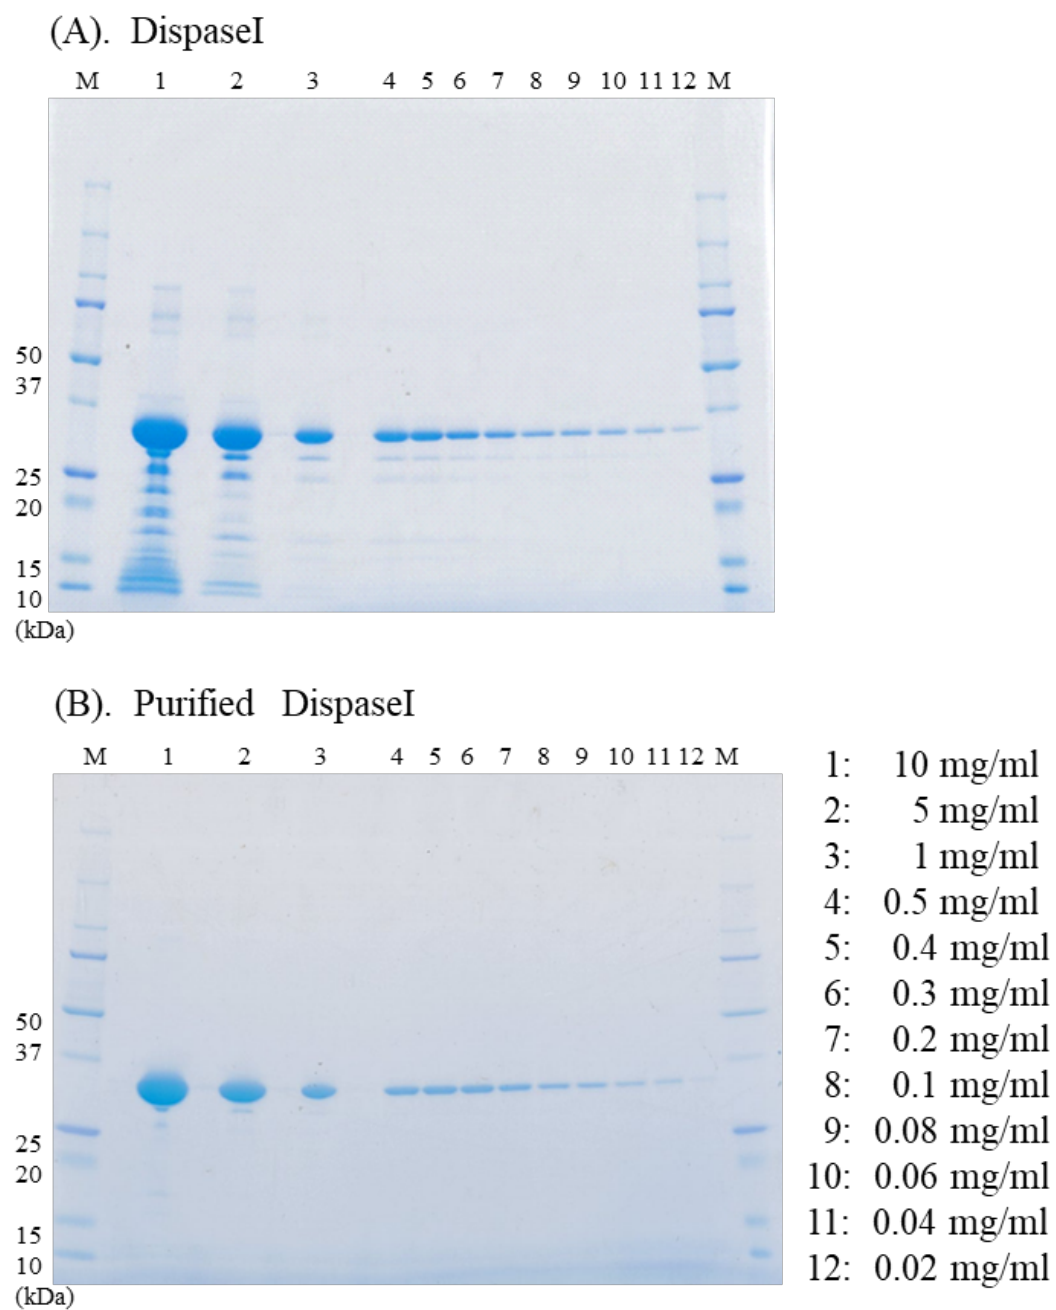 (A). DispaseI
M 1 2 3 4 5 6 7 8 9 10 11 12 M
50
37
25
20
15
10
(kDa)
(B). Purified DispaseI
M 1 2 3 4 5 6 7 8 9 10 11 12 M
50
37
25
20
15
10
(kDa)
1: 10 mg/ml
2: 5 mg/ml
3: 1 mg/ml
4: 0.5 mg/ml
5: 0.4 mg/ml
6: 0.3 mg/ml
7: 0.2 mg/ml
8: 0.1 mg/ml
9: 0.08 mg/ml
10: 0.06 mg/ml
11: 0.04 mg/ml
12: 0.02 mg/ml